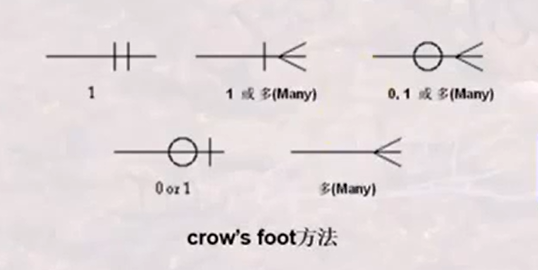 1
1 或 多(Many)
0,1 或 多(Many)
0 or 1
多(Many)
crow's foot方法